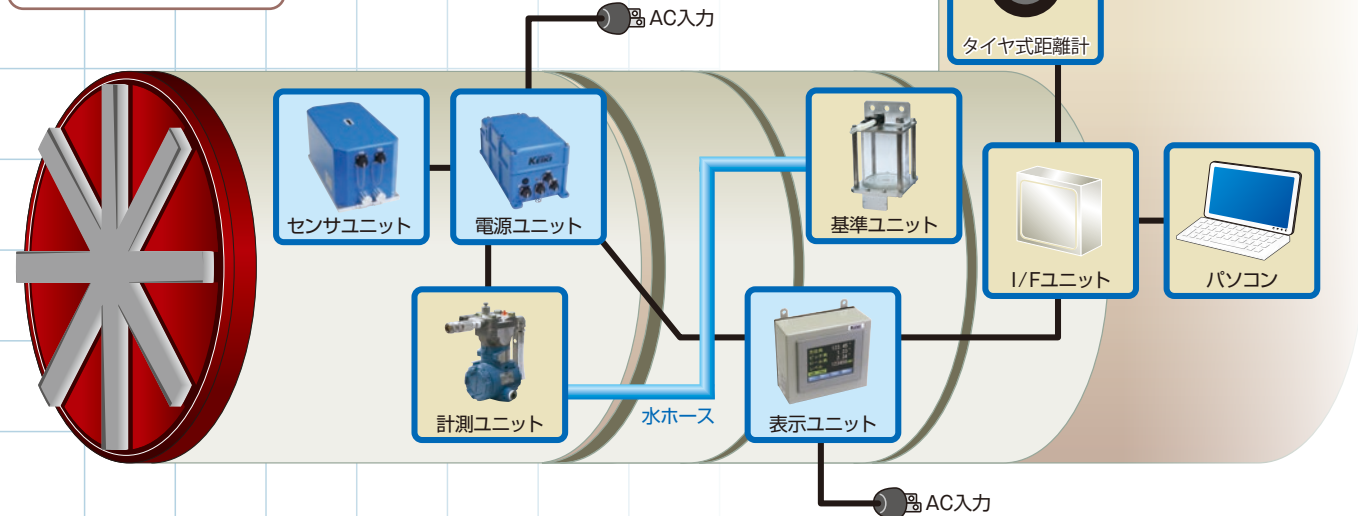 AC入力
タイヤ式距離計
センサユニット
電源ユニット
基準ユニット
I/Fユニット
パソコン
計測ユニット
水ホース
表示ユニット
AC入力